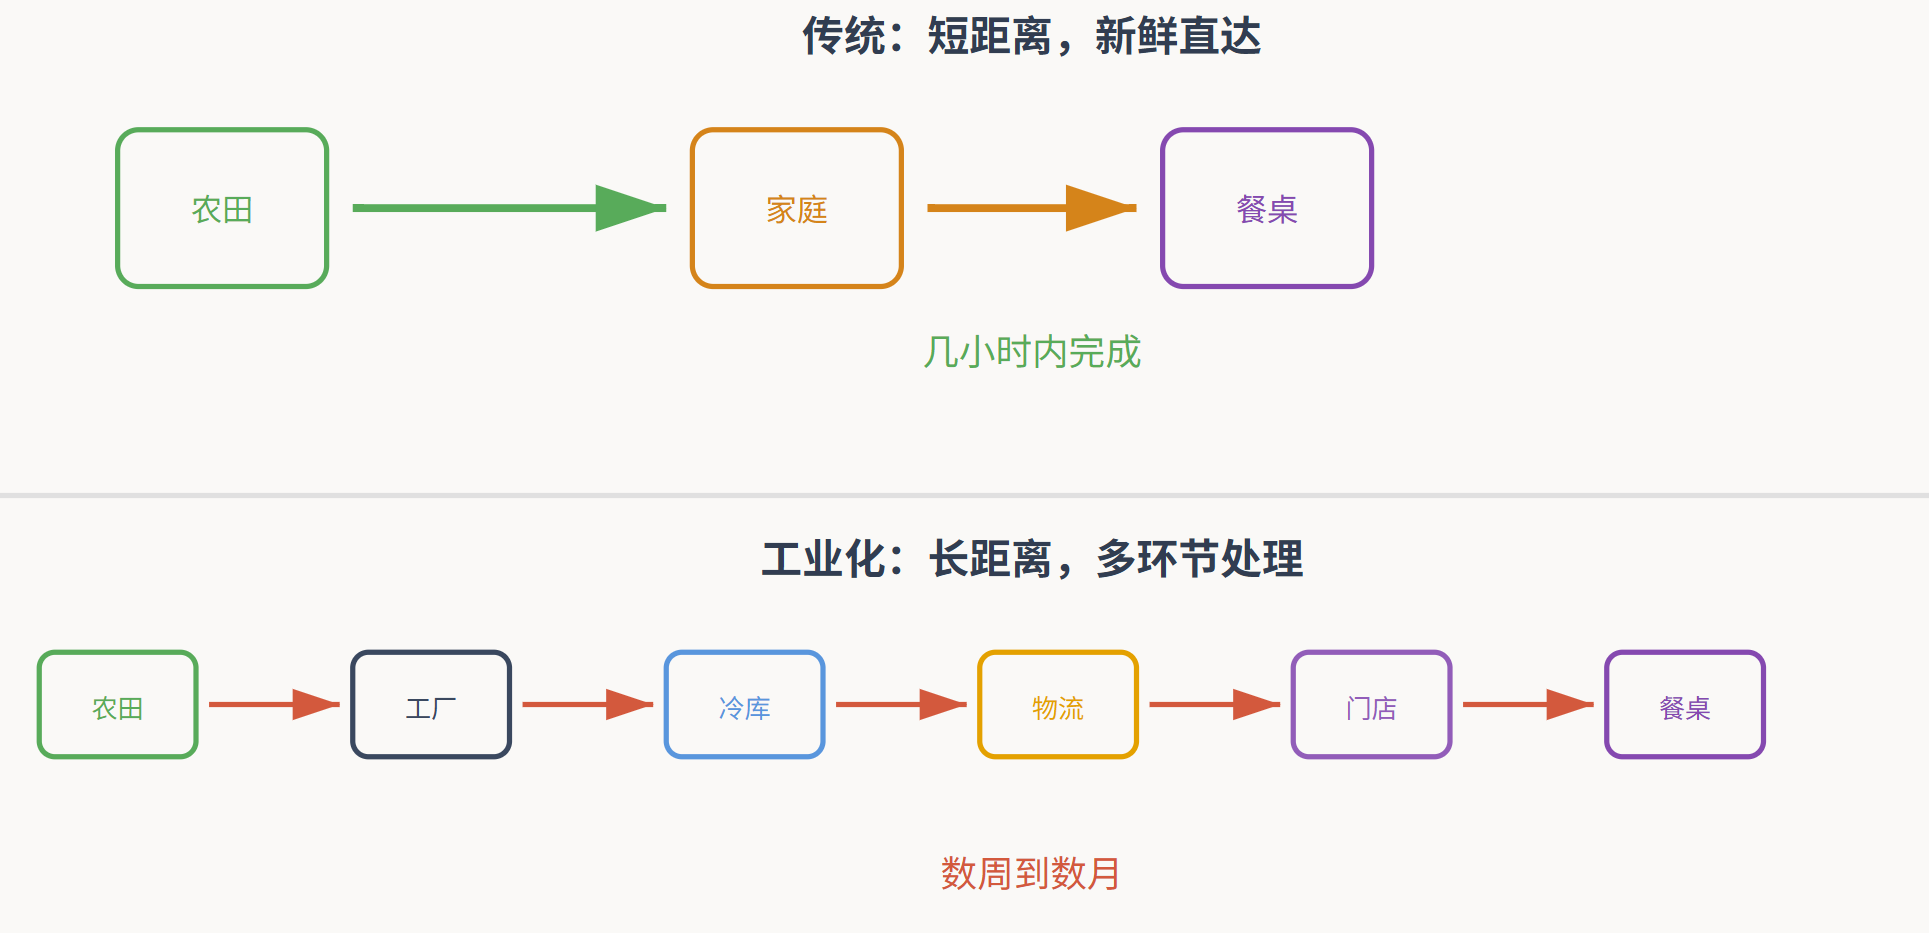 传统：短距离，新鲜直达
农田
家庭
餐桌
几小时内完成
工业化：长距离，多环节处理
农田
工厂
冷库
物流
门店
餐桌
数周到数月